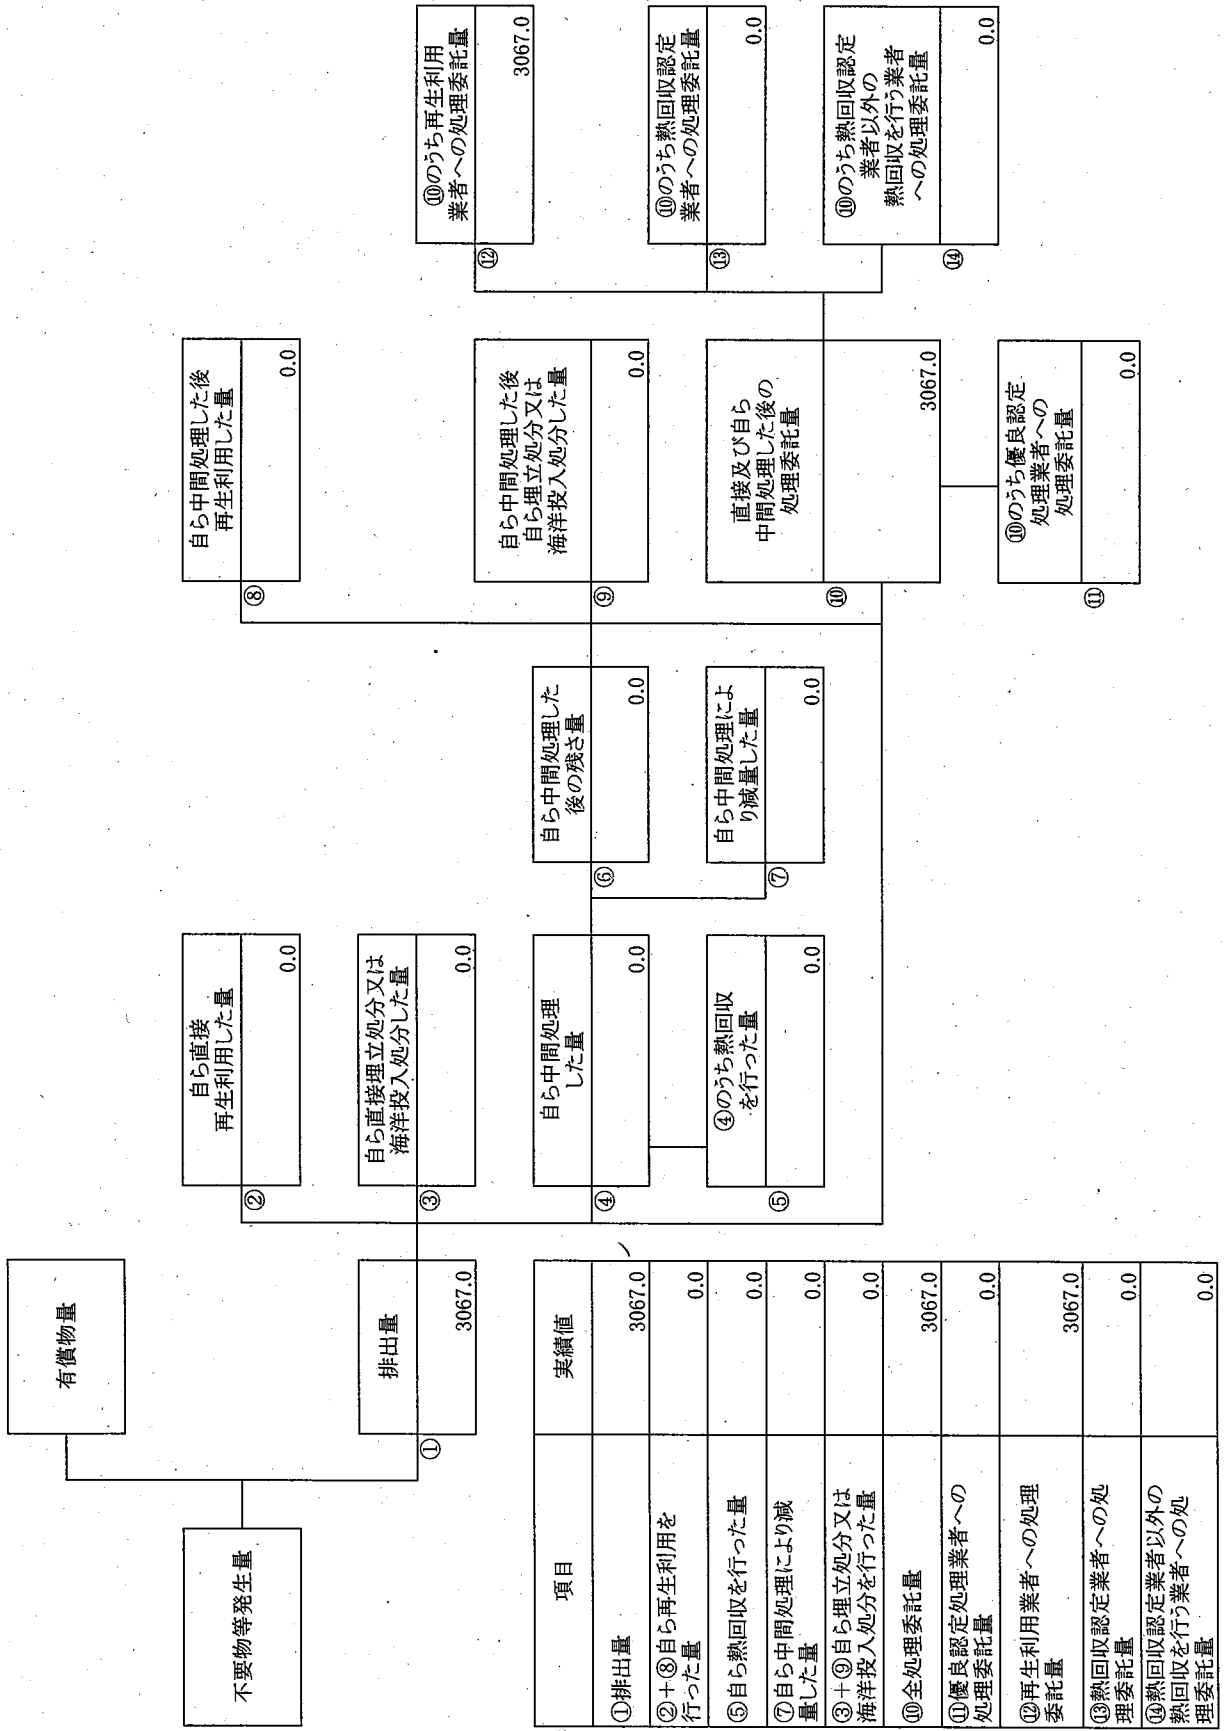 不要物等発生量
有償物量
①
排出量
3067.0
②
自ら直接
再生利用した量
0.0
③
自ら直接埋立処分又は
海洋投入処分した量
0.0
④
自ら中間処理
した量
0.0
⑤
④のうち熱回収
を行った量
0.0
⑥
自ら中間処理した
後の残さ量
0.0
⑦
自ら中間処理によ
り減量した量
0.0
⑧
自ら中間処理した後
再生利用した量
0.0
⑨
自ら中間処理した後
自ら埋立処分又は
海洋投入処分した量
0.0
⑩
直接及び自ら
中間処理した後の
処理委託量
3067.0
⑪
⑩のうち優良認定
処理業者への
処理委託量
0.0
⑫
⑩のうち再生利用
業者への処理委託量
3067.0
⑬
⑩のうち熱回収認定
業者への処理委託量
0.0
⑭
⑩のうち熱回収認定
業者以外の
熱回収を行う業者
への処理委託量
0.0
項目 実績値
①排出量 3067.0
②+⑧自ら再生利用を
行った量 0.0
⑤自ら熱回収を行った量 0.0
⑦自ら中間処理により減
量した量 0.0
③+⑨自ら埋立処分又は
海洋投入処分を行った量 0.0
⑩全処理委託量 3067.0
⑪優良認定処理業者への
処理委託量 0.0
⑫再生利用業者への処理
委託量 3067.0
⑬熱回収認定業者への処
理委託量 0.0
⑭熱回収認定業者以外の
熱回収を行う業者への処
理委託量 0.0